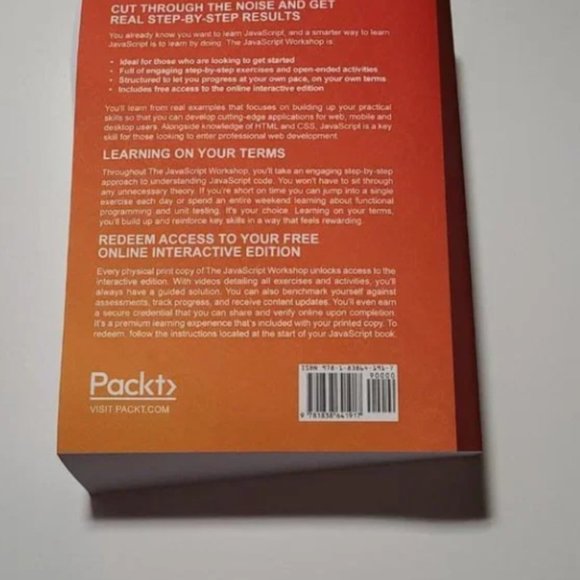 CUT THROUGH THE NOISE AND GET
REAL STEP-BY-STEP RESULTS
You already know you want to learn JavaScript, and a smarter way to learn
JavaScript is to learn by doing. The JavaScript Workshop is:
• Ideal for those who are looking to get started
• Full of engaging step-by-step exercises and open-ended activities
• Structured to let you progress at your own pace, on your own terms
• Includes free access to the online interactive edition
You'll learn from real examples that focuses on building up your practical
skills so that you can develop cutting-edge applications for web, mobile and
desktop users. Alongside knowledge of HTML and CSS, JavaScript is a key
skill for those looking to enter professional web development.
LEARNING ON YOUR TERMS
Throughout The JavaScript Workshop, you'll take an engaging step-by-step
approach to understanding JavaScript code. You won't have to sit through
any unnecessary theory. If you're short on time you can jump into a single
exercise each day or spend an entire weekend learning about functional
programming and unit testing. It's your choice. Learning on your terms,
you'll build up and reinforce key skills in a way that feels rewarding.
REDEEM ACCESS TO YOUR FREE
ONLINE INTERACTIVE EDITION
Every physical print copy of The JavaScript Workshop unlocks access to the
interactive edition. With videos detailing all exercises and activities, you'll
always have a guided solution. You can also benchmark yourself against
assessments, track progress, and receive content updates. You'll even earn
a secure credential that you can share and verify online upon completion.
It's a premium learning experience that's included with your printed copy. To
redeem, follow the instructions located at the start of your JavaScript book.
Packt>
VISIT PACKT.COM
ISBN 978-1-83864-191-7
90000
9 781838 641917